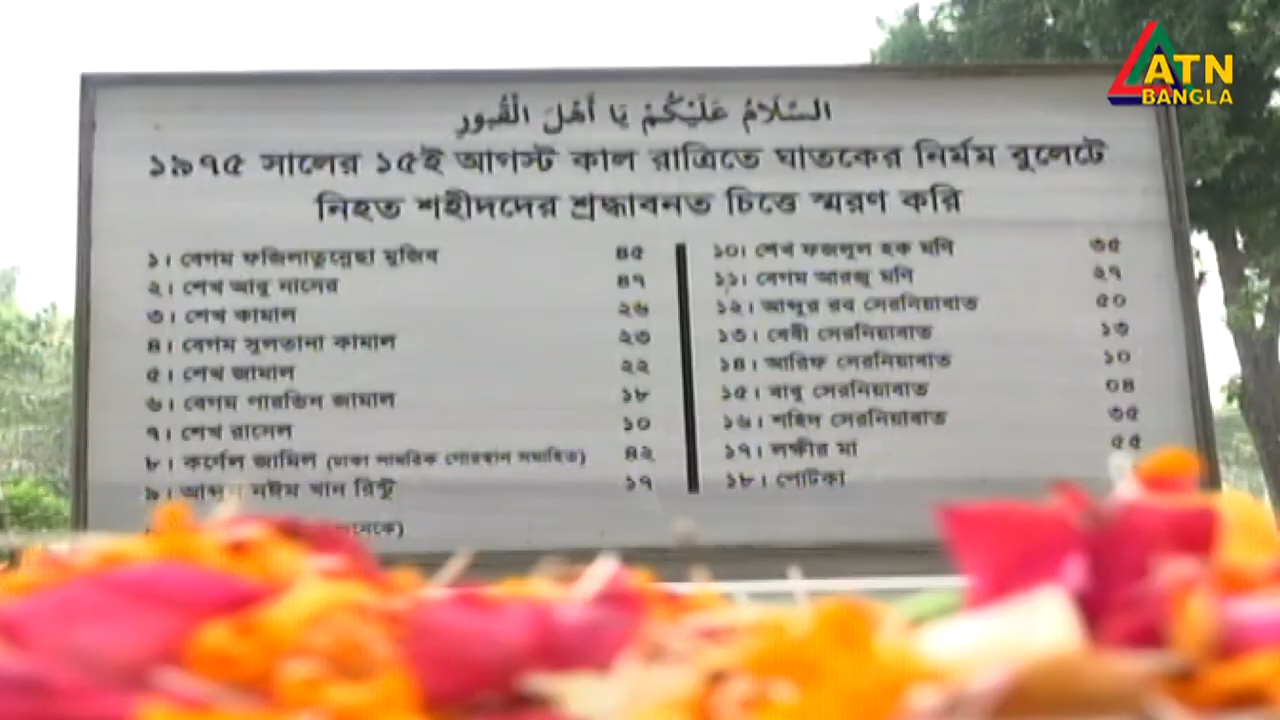 السَّلَامُ عَلَيْكُمْ يَا أَهْلَ الْقُبُورِ
১৯৭৫ সালের ১৫ই আগস্ট কাল রাত্রিতে ঘাতকের নির্মম বুলেটে
নিহত শহীদদের শ্রদ্ধাবনত চিত্তে স্মরণ করি
১। বেগম ফজিলাতুন্নেছা মুজিব ৪৫
২। শেখ আবু নাসের ৪৭
৩। শেখ কামাল ২৬
৪। বেগম সুলতানা কামাল ২৩
৫। শেখ জামাল ২২
৬। বেগম পারভিন জামাল ১৮
৭। শেখ রাসেল ১০
৮। কর্ণেল জামিল (ঢাকা সামরিক গোরস্থান সমাহিত) ৪২
৯। নঈম খান রিন্টু ১৭
১০। শেখ ফজলুল হক মণি ৩৫
১১। বেগম আরজু মণি ২৭
১২। আব্দুর রব সেরনিয়াবাত ৫০
১৩। বেবী সেরনিয়াবাত ১৩
১৪। আরিফ সেরনিয়াবাত ১০
১৫। বাবু সেরনিয়াবাত ০৪
১৬। শহিদ সেরনিয়াবাত ৩৫
১৭। লক্ষীর মা ৫৫
১৮। পোটকা
ATN
BANGLA